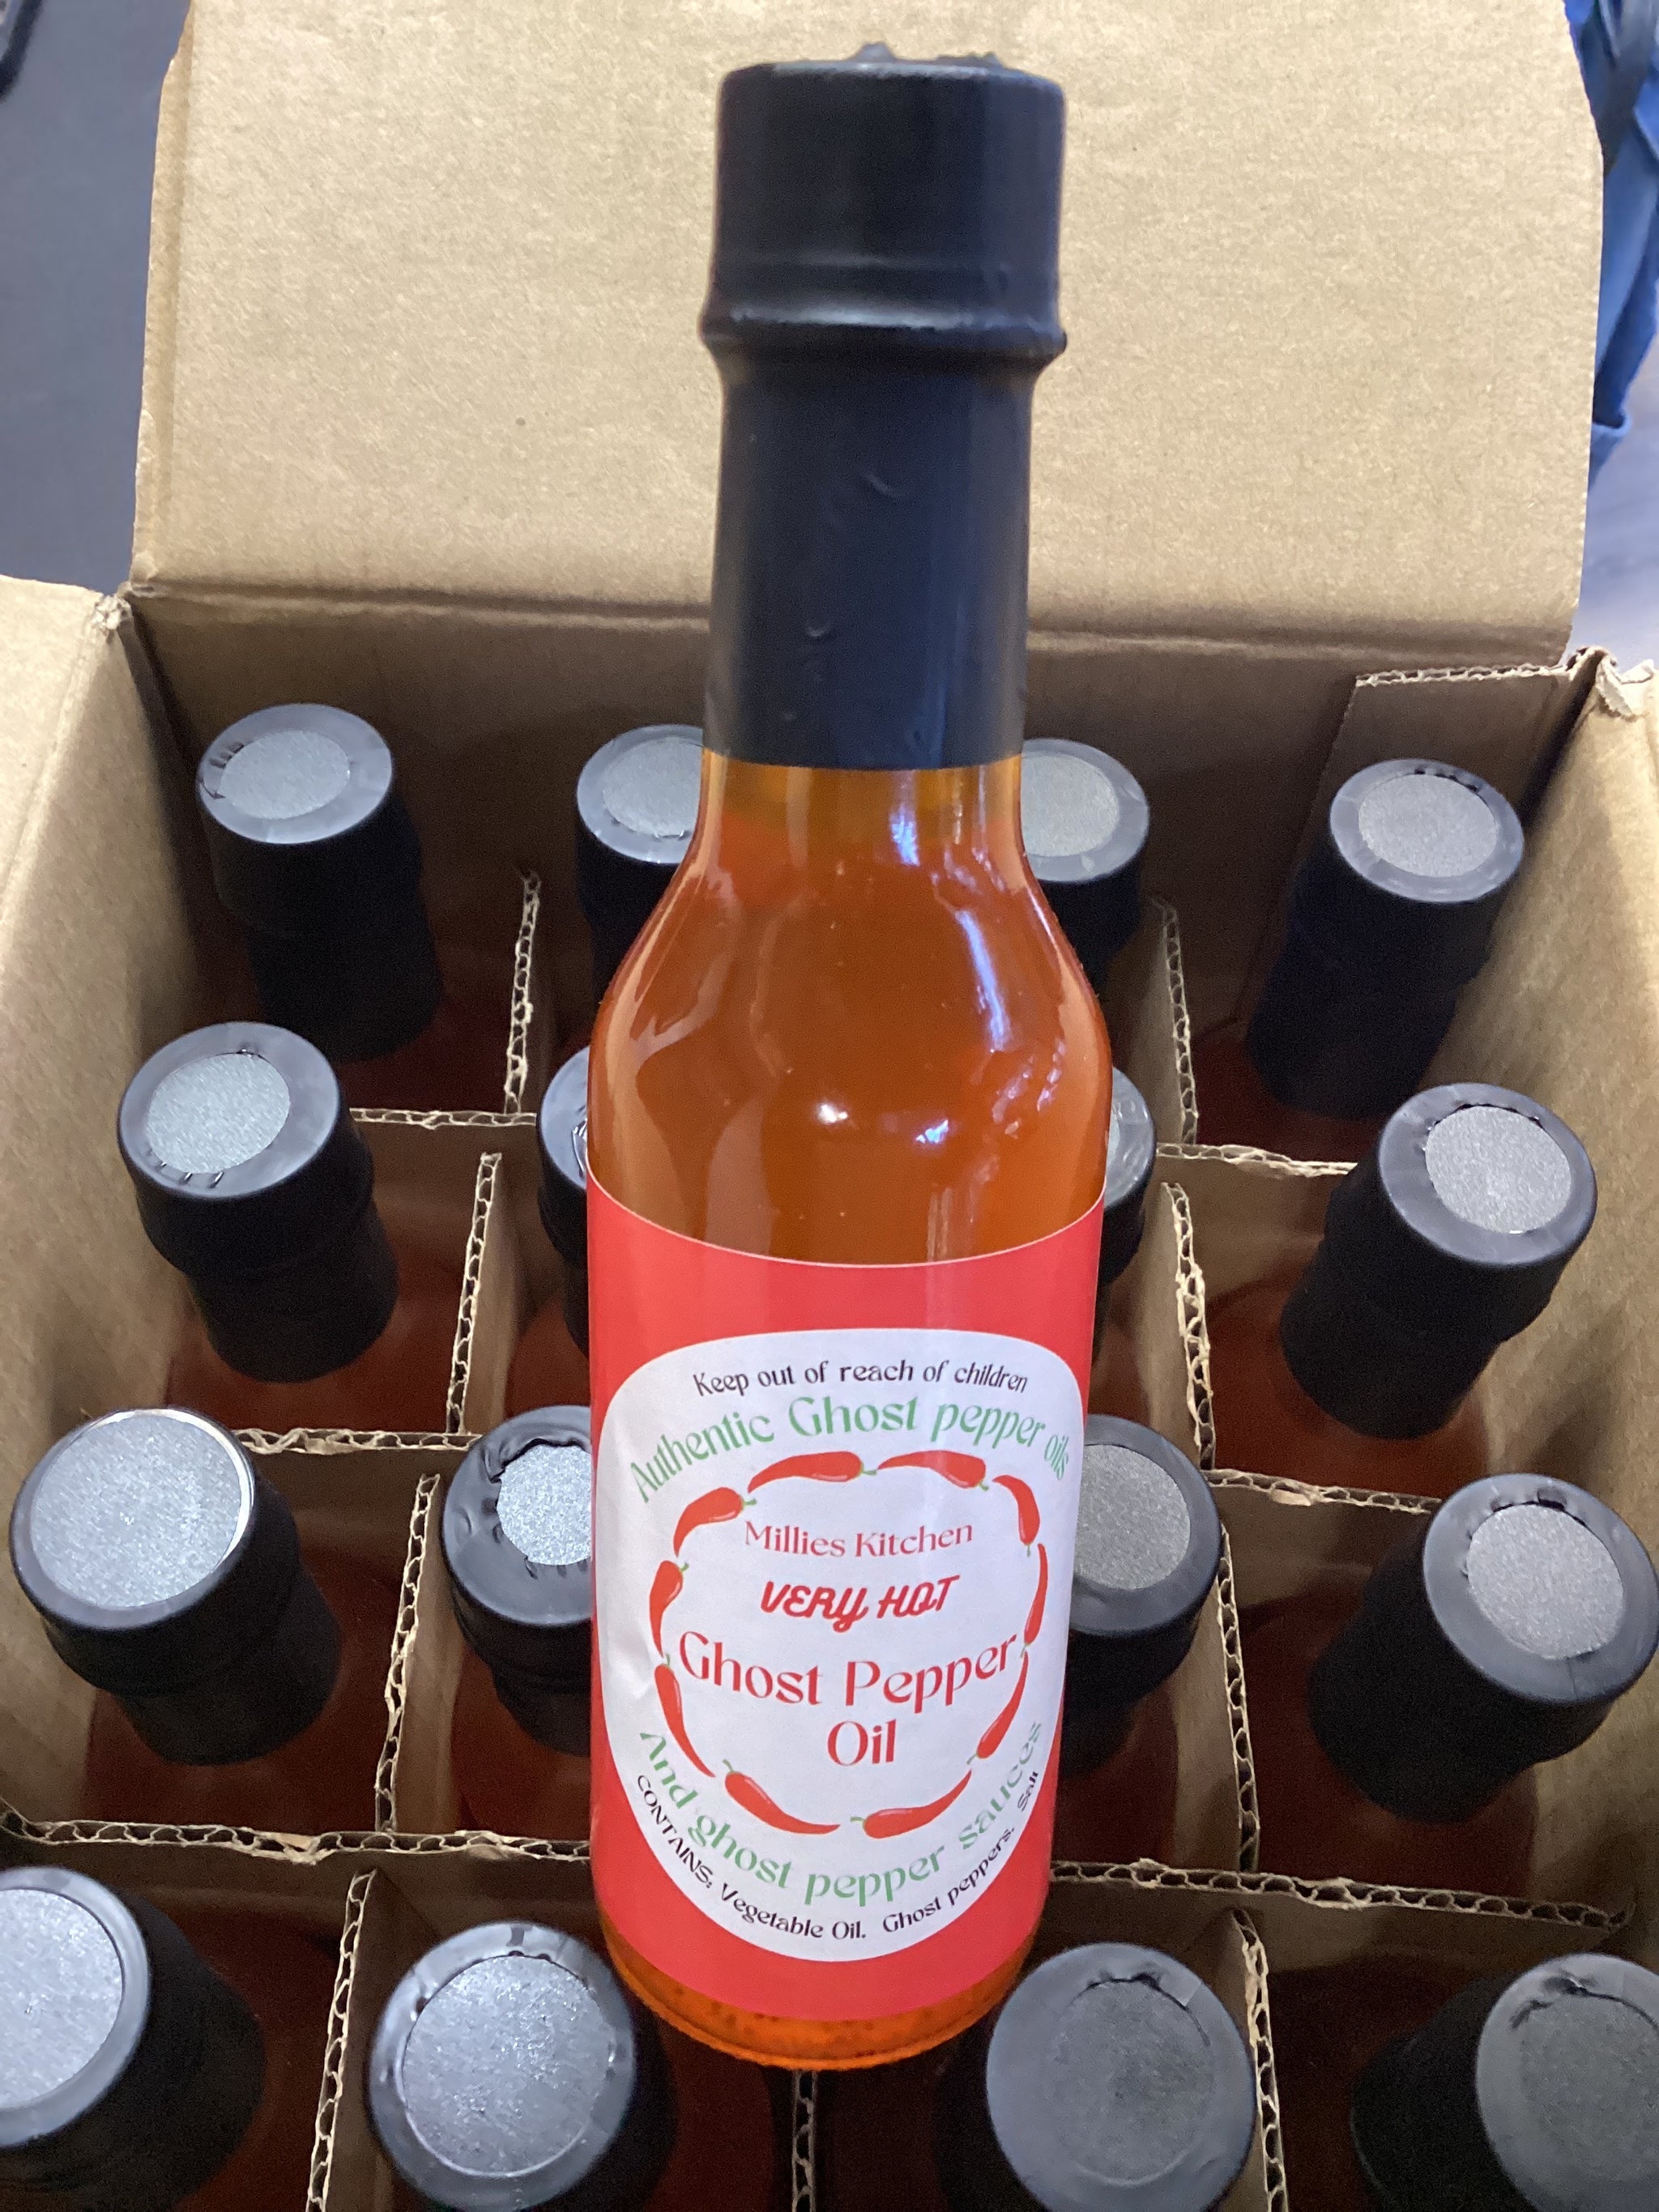 Keep out of reach of children
Authentic Ghost pepper oils
Millies Kitchen
VERY HOT
Ghost Pepper
Oil
And ghost pepper sauces
CONTAINS; Vegetable Oil. Ghost peppers. Salt